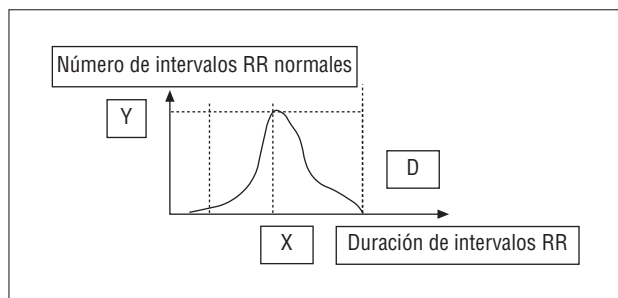 Número de intervalos RR normales
Y
D
X
Duración de intervalos RR